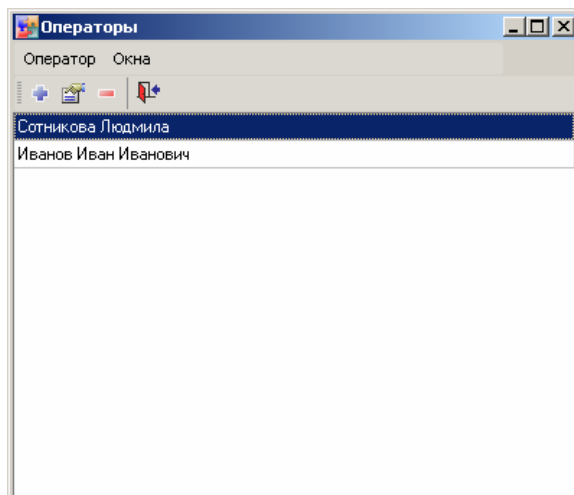 Операторы
Оператор Окна
Сотникова Людмила
Иванов Иван Иванович